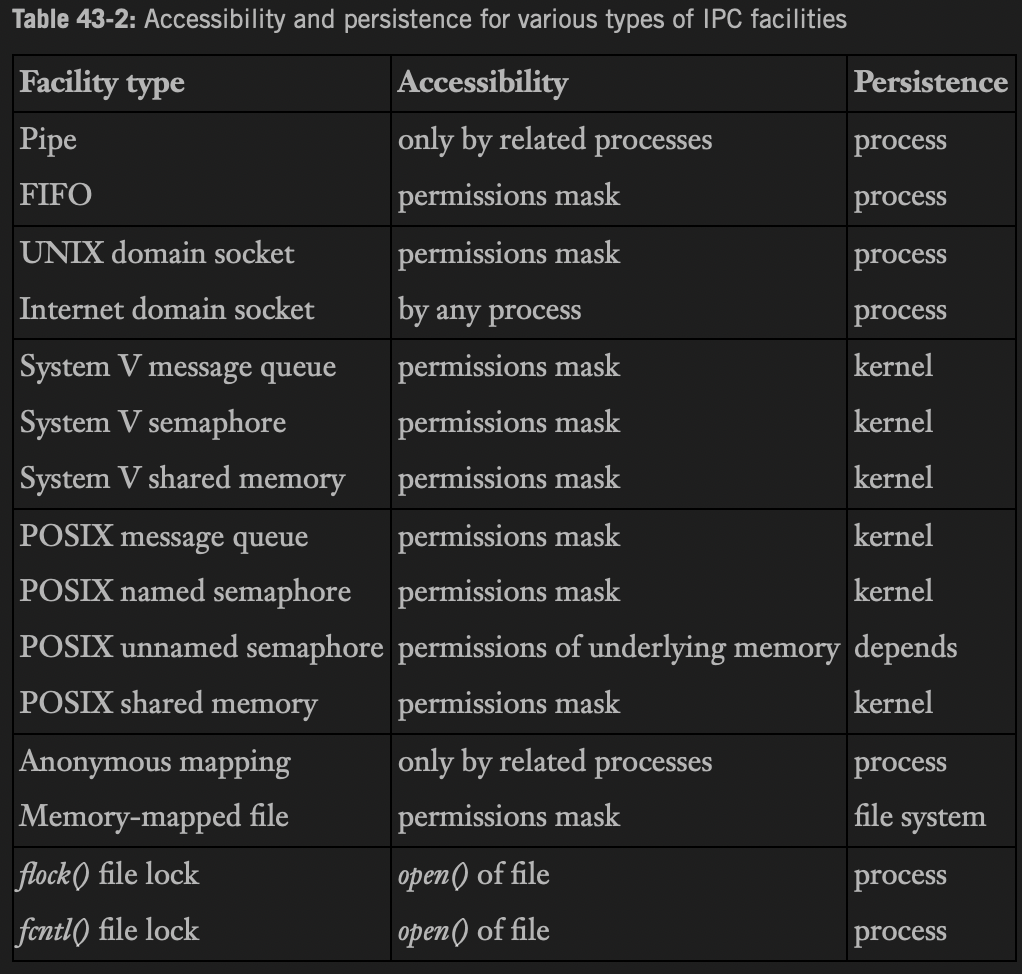 Table 43-2: Accessibility and persistence for various types of IPC facilities
Facility type Accessibility Persistence
Pipe only by related processes process
FIFO permissions mask process
UNIX domain socket permissions mask process
Internet domain socket by any process process
System V message queue permissions mask kernel
System V semaphore permissions mask kernel
System V shared memory permissions mask kernel
POSIX message queue permissions mask kernel
POSIX named semaphore permissions mask kernel
POSIX unnamed semaphore permissions of underlying memory depends
POSIX shared memory permissions mask kernel
Anonymous mapping only by related processes process
Memory-mapped file permissions mask file system
flock() file lock open() of file process
fcntl() file lock open() of file process